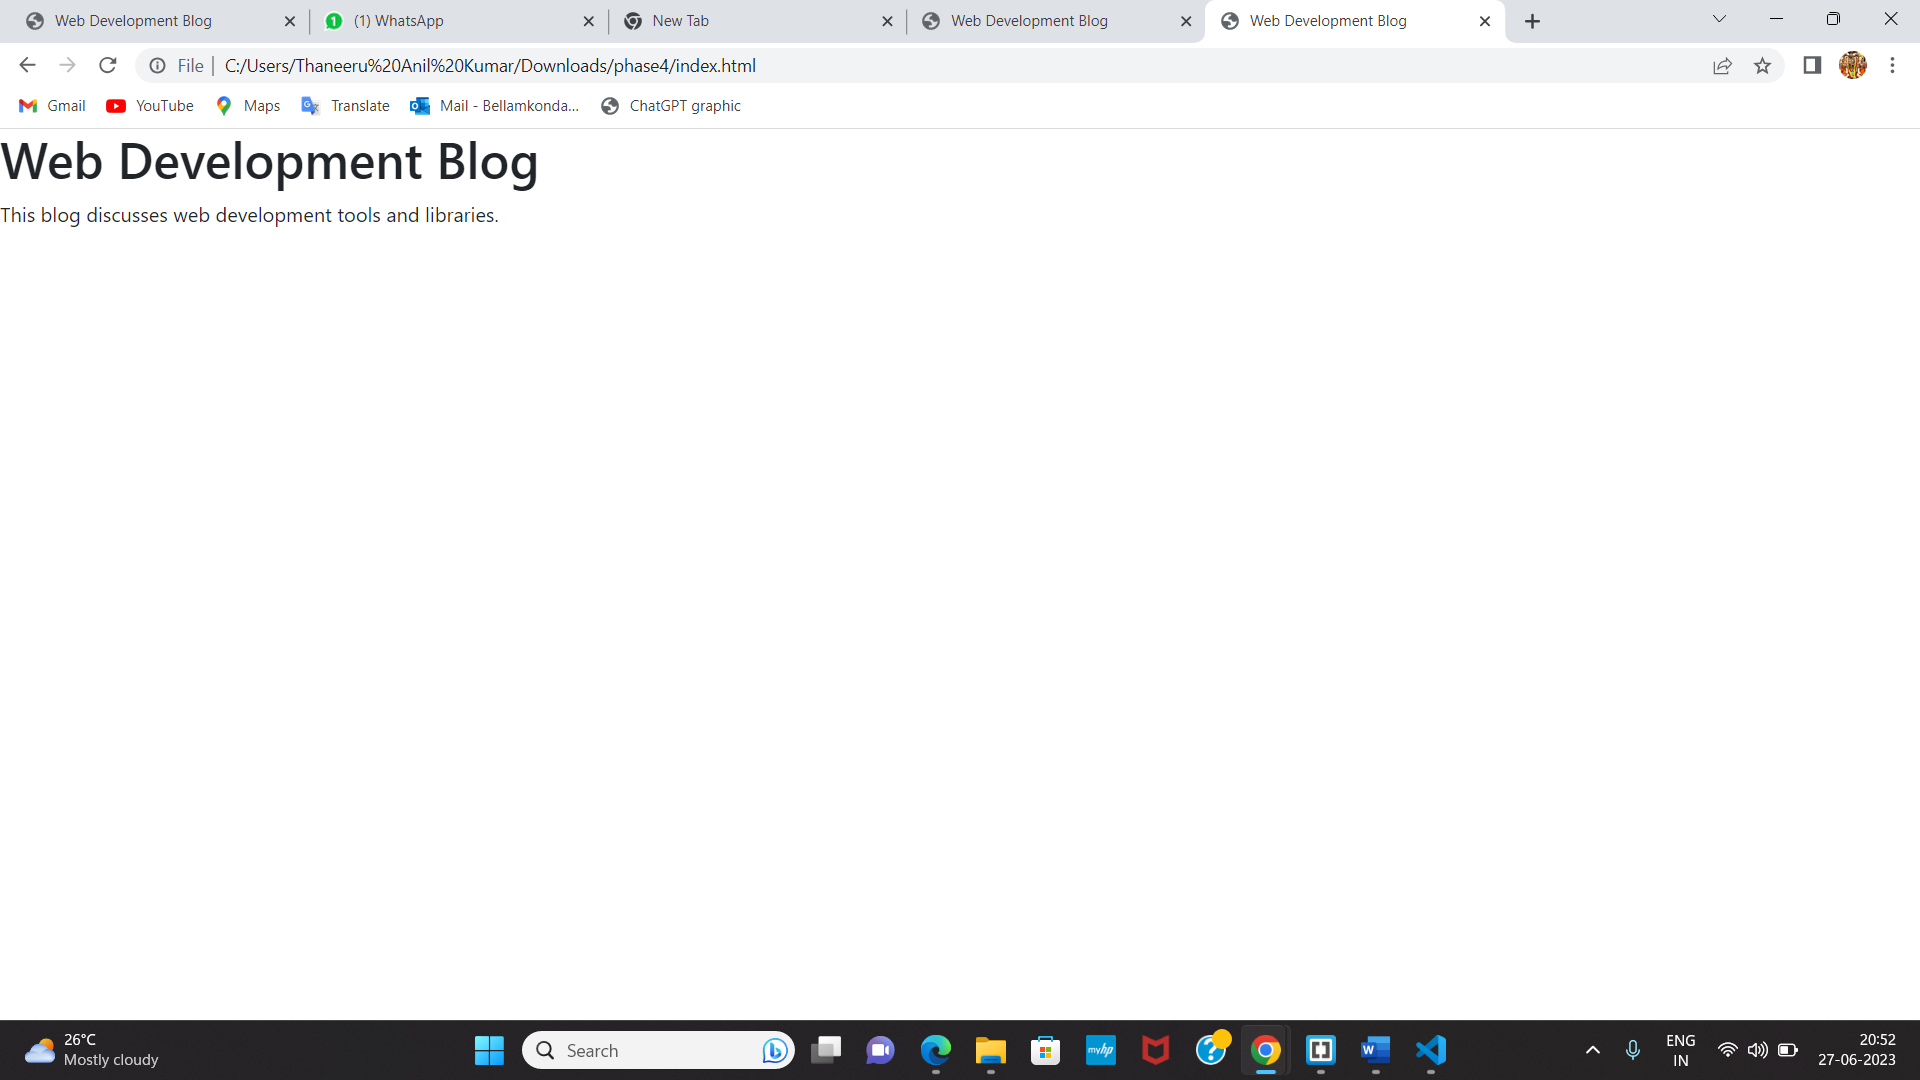 Web Development Blog
1 (1) WhatsApp
New Tab
Web Development Blog
Web Development Blog
File C:/Users/Thaneeru%20Anil%20Kumar/Downloads/phase4/index.html
Gmail YouTube Maps Translate Mail - Bellamkonda... ChatGPT graphic
Web Development Blog
This blog discusses web development tools and libraries.
26°C
Mostly cloudy
Search
myhp
ENG
IN
20:52
27-06-2023